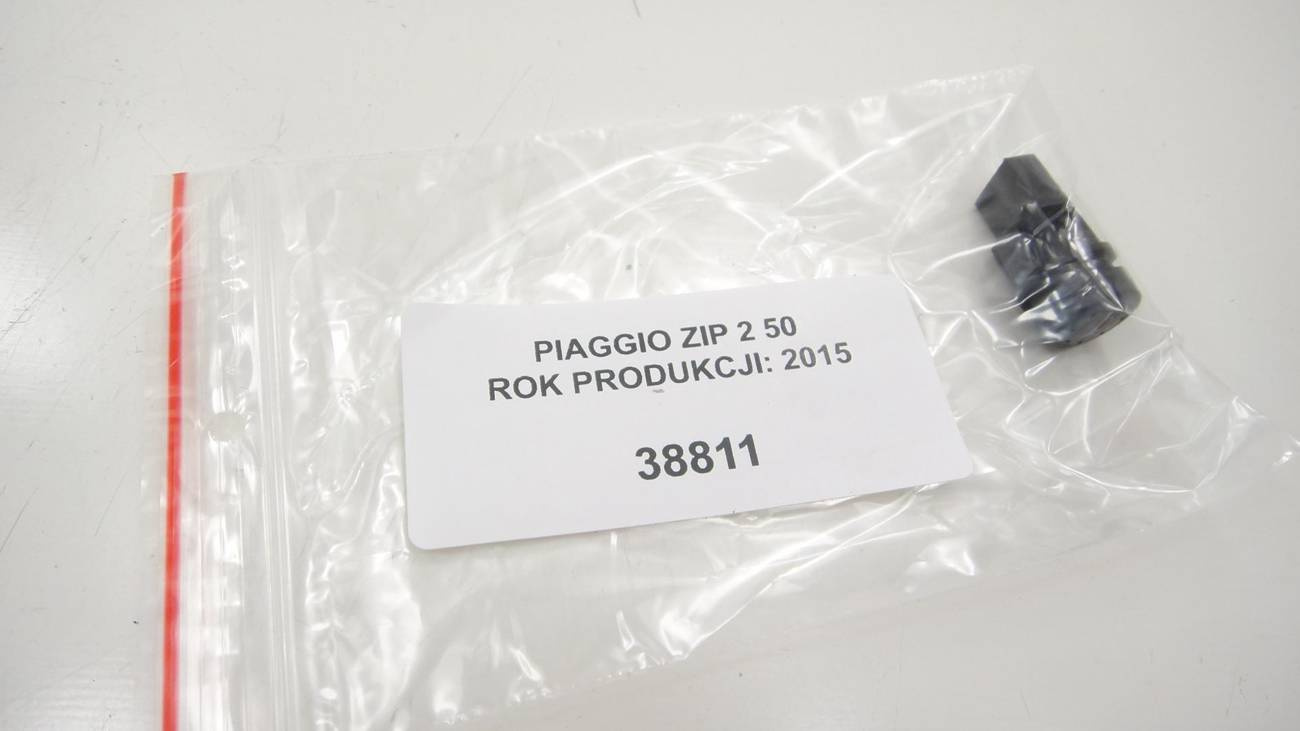 PIAGGIO ZIP 2 50
ROK PRODUKCJI: 2015
38811